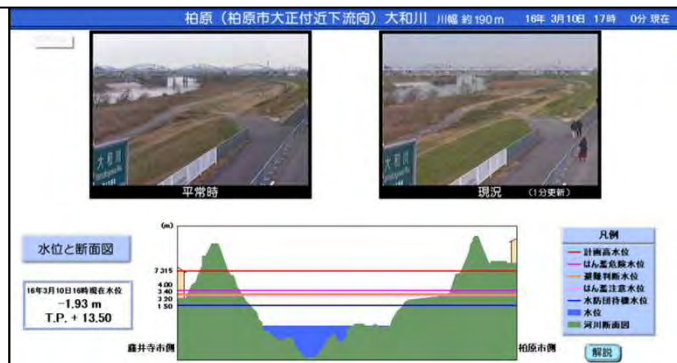 柏原（柏原市大正付近下流向）大和川 川幅 約190m 16年 3月10日 17時 0分 現在
大和川
平常時
大和川
現況 （1分更新）
水位と断面図
16年3月10日16時現在水位
-1.93 m
T.P. + 13.50
(m)
7.315
4.00
3.40
3.20
1.50
藤井寺市側
柏原市側
凡例
計画高水位
はん濫危険水位
避難判断水位
はん濫注意水位
水防団待機水位
水位
河川断面図
解説